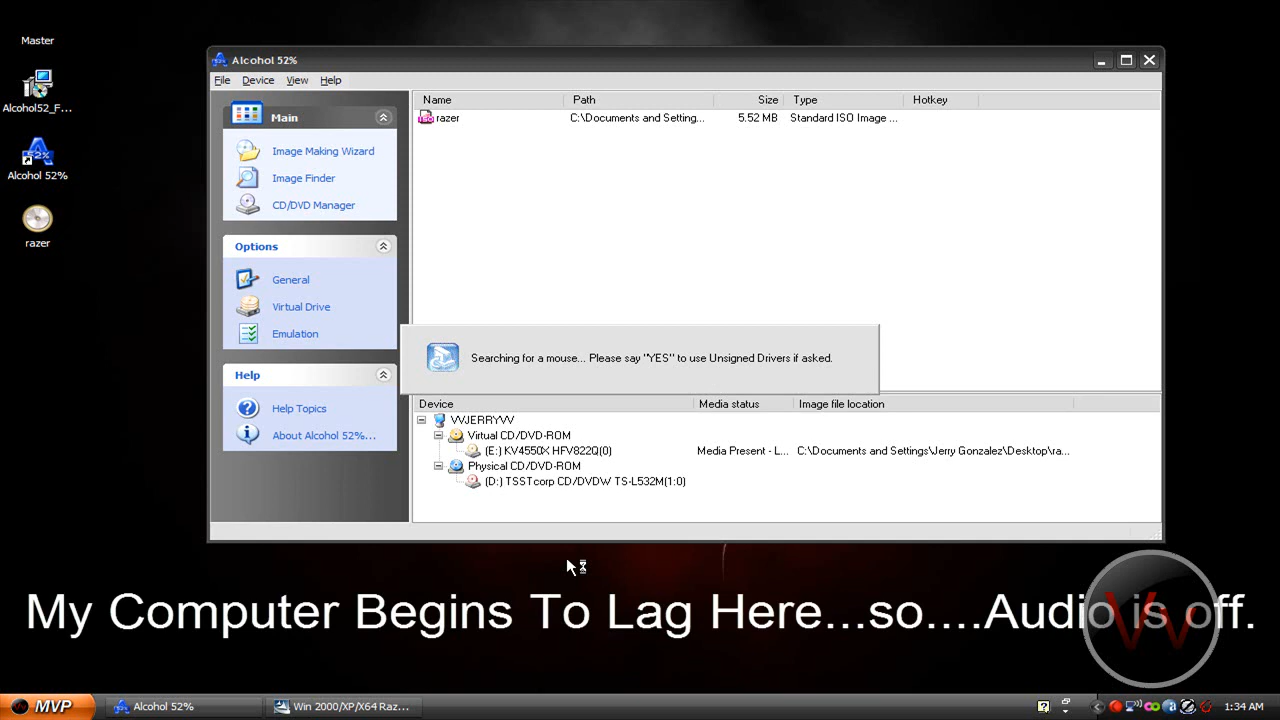 Master
Alcohol52_F...
Alcohol 52%
razer
Alcohol 52%
File Device View Help
Main
Image Making Wizard
Image Finder
CD/DVD Manager
Options
General
Virtual Drive
Emulation
Help
Help Topics
About Alcohol 52%...
Name Path Size Type Hotkey
razer C:\Documents and Setting... 5.52 MB Standard ISO Image ...
Searching for a mouse... Please say "YES" to use Unsigned Drivers if asked.
Device Media status Image file location
VVJERRYVV
Virtual CD/DVD-ROM
(E:) KV4550X HFV822Q(0) Media Present - L... C:\Documents and Settings\Jerry Gonzalez\Desktop\ra...
Physical CD/DVD-ROM
(D:) TSSTcorp CD/DVDW TS-L532M(1:0)
My Computer Begins To Lag Here...so....Audio is off.
Vv
MVP Alcohol 52% Win 2000/XP/X64 Raz... 1:34 AM